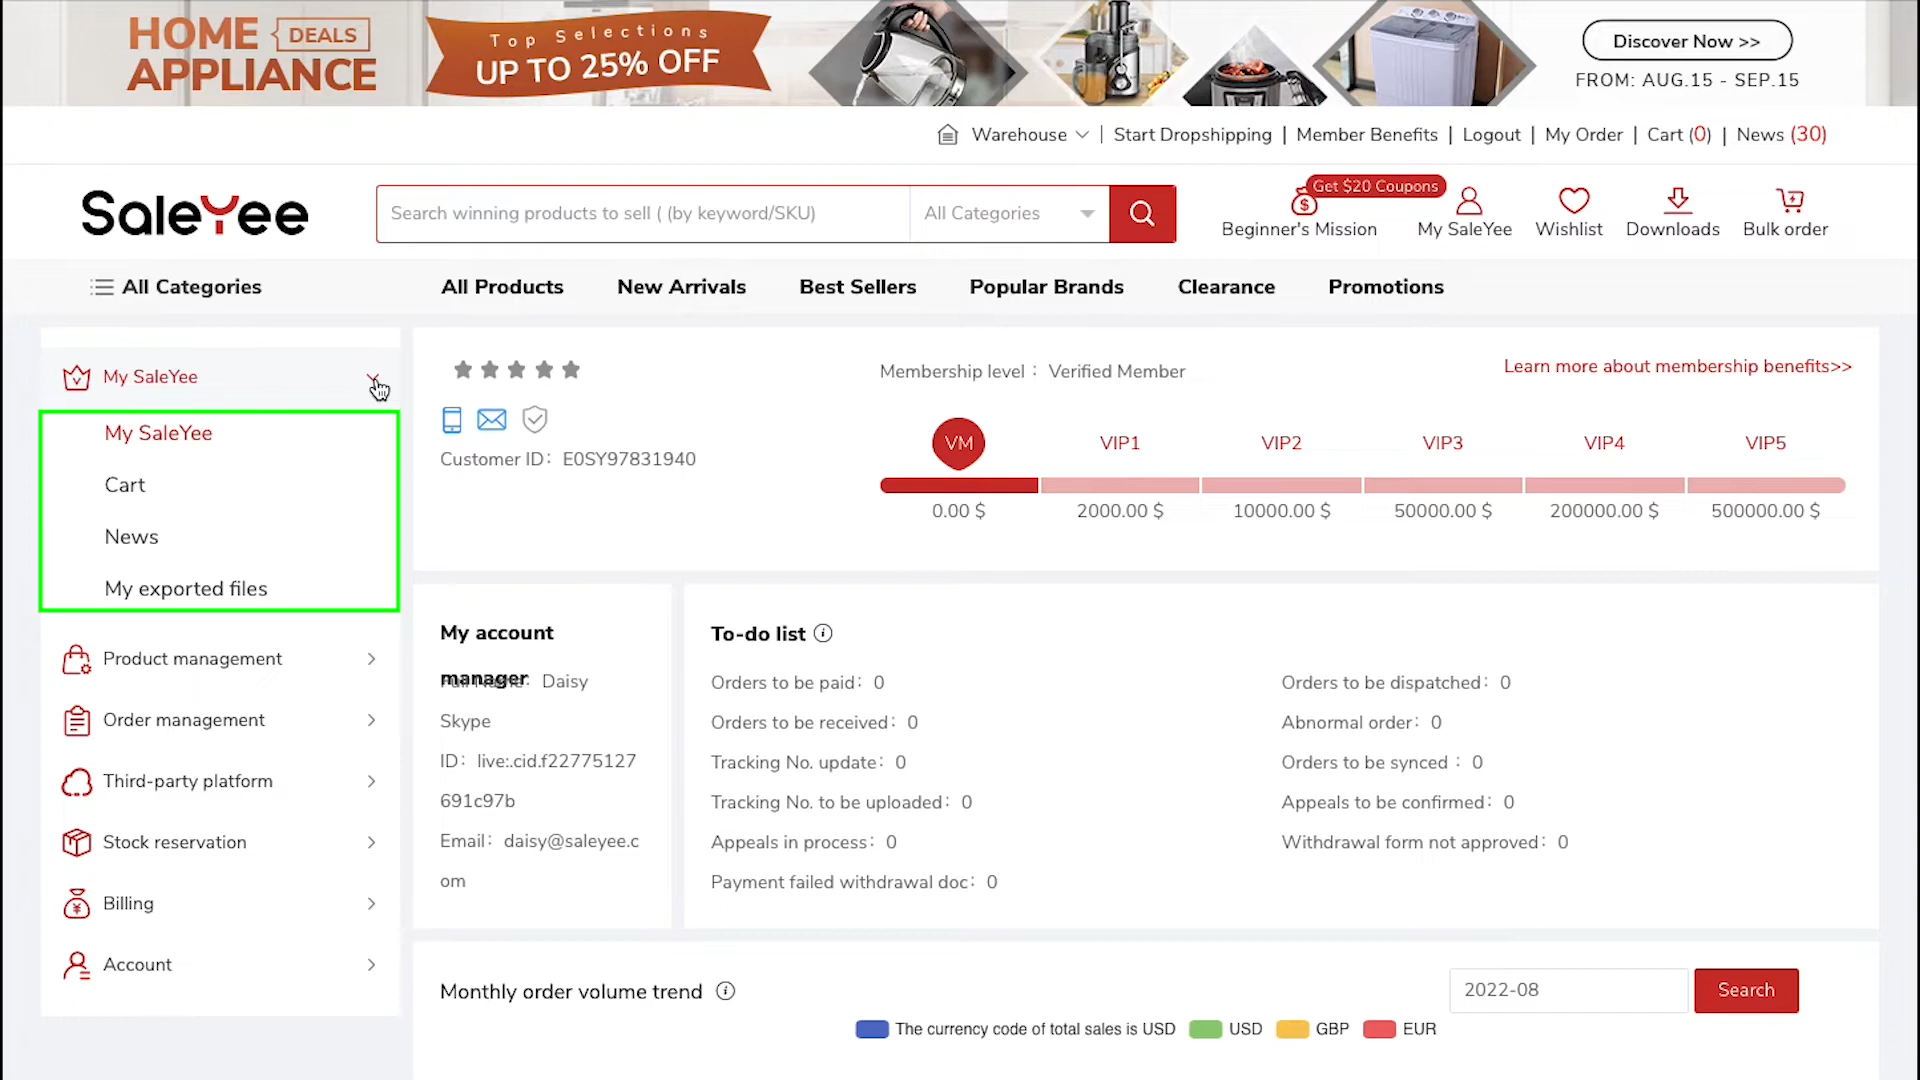 HOME DEALS
APPLIANCE
Top Selections
UP TO 25% OFF
Discover Now >>
FROM: AUG.15 - SEP.15
Warehouse | Start Dropshipping | Member Benefits | Logout | My Order | Cart (0) | News (30)
SaleYee
Search winning products to sell ( (by keyword/SKU)
All Categories
Get $20 Coupons
Beginner's Mission
My SaleYee
Wishlist
Downloads
Bulk order
All Categories
All Products
New Arrivals
Best Sellers
Popular Brands
Clearance
Promotions
My SaleYee
My SaleYee
Cart
News
My exported files
Product management
Order management
Third-party platform
Stock reservation
Billing
Account
Customer ID: E0SY97831940
Membership level : Verified Member
Learn more about membership benefits>>
VM VIP1 VIP2 VIP3 VIP4 VIP5
0.00 $ 2000.00 $ 10000.00 $ 50000.00 $ 200000.00 $ 500000.00 $
My account
manager
Full Name: Daisy
Skype
ID: live:.cid.f22775127
691c97b
Email: daisy@saleyee.c
om
To-do list
Orders to be paid: 0
Orders to be received: 0
Tracking No. update: 0
Tracking No. to be uploaded: 0
Appeals in process: 0
Payment failed withdrawal doc: 0
Orders to be dispatched: 0
Abnormal order: 0
Orders to be synced : 0
Appeals to be confirmed: 0
Withdrawal form not approved: 0
Monthly order volume trend
2022-08
Search
The currency code of total sales is USD USD GBP EUR